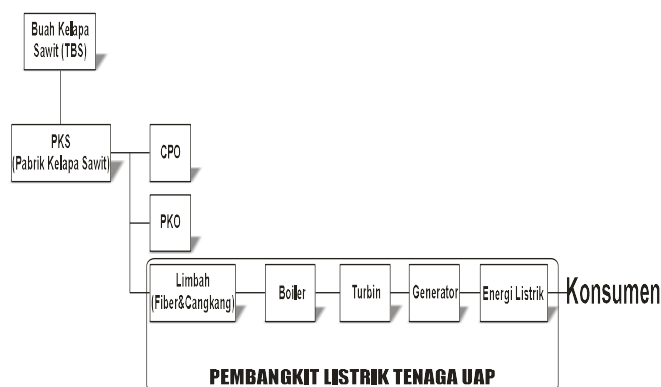 Buah Kelapa
Sawit (TBS)
PKS
(Pabrik Kelapa Sawit)
CPO
PKO
Limbah
(Fiber&Cangkang)
Boiler
Turbin
Generator
Energi Listrik
Konsumen
PEMBANGKIT LISTRIK TENAGA UAP